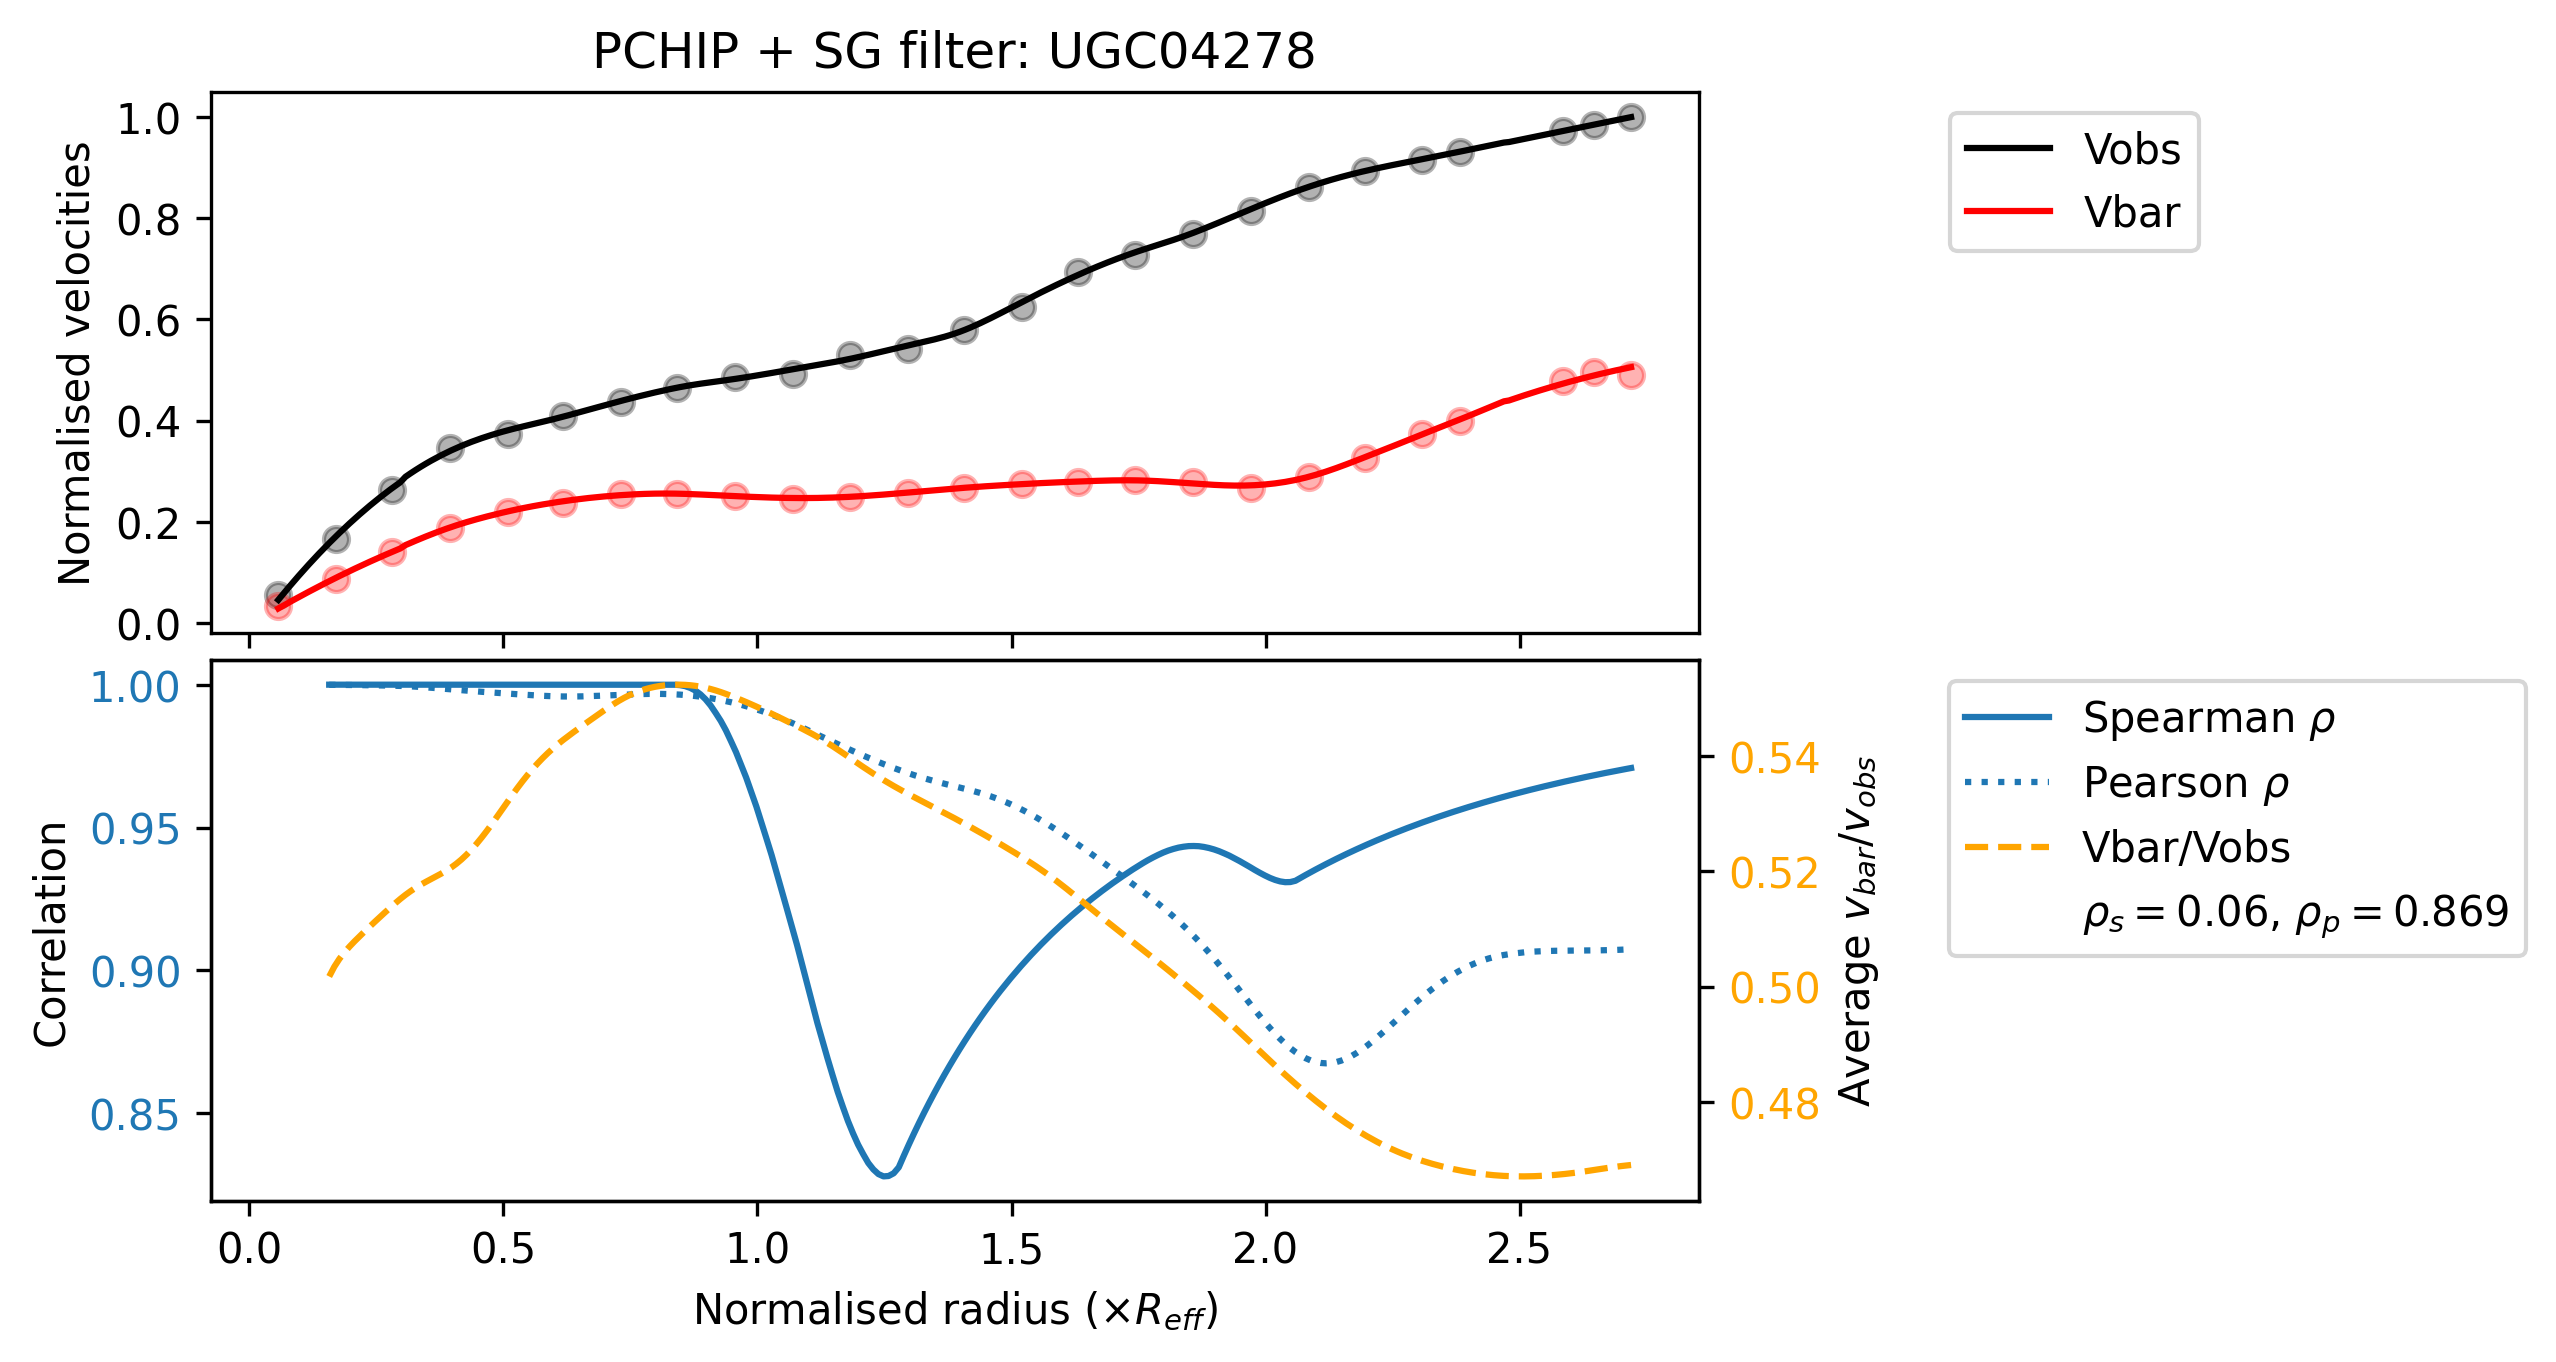 PCHIP + SG filter: UGC04278
Normalised velocities
1.0
0.8
0.6
0.4
0.2
0.0
Vobs
Vbar
Correlation
1.00
0.95
0.90
0.85
0.54
0.52
0.50
0.48
Average v_bar/v_obs
Spearman ρ
Pearson ρ
Vbar/Vobs
ρ_s = 0.06, ρ_p = 0.869
0.0 0.5 1.0 1.5 2.0 2.5
Normalised radius (×R_eff)